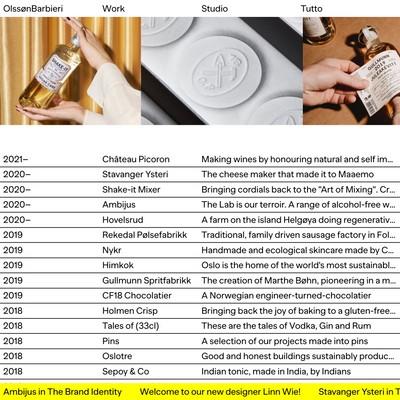 OlssønBarbieri Work Studio Tutto
SHAKE-IT
2021– Château Picoron Making wines by honouring natural and self im...
2020– Stavanger Ysteri The cheese maker that made it to Maaemo
2020– Shake-it Mixer Bringing cordials back to the "Art of Mixing". Cr...
2020– Ambijus The Lab is our terroir. A range of alcohol-free w...
2020– Hovelsrud A farm on the island Helgøya doing regenerativ...
2019 Rekedal Pølsefabrikk Traditional, family driven sausage factory in Fol...
2019 Nykr Handmade and ecological skincare made by C...
2019 Himkok Oslo is the home of the world's most sustainabl...
2019 Gullmunn Spritfabrikk The creation of Marthe Bøhn, pioneering in a m...
2019 CF18 Chocolatier A Norwegian engineer-turned-chocolatier
2018 Holmen Crisp Bringing back the joy of baking to a gluten-free...
2018 Tales of (33cl) These are the tales of Vodka, Gin and Rum
2018 Pins A selection of our projects made into pins
2018 Oslotre Good and honest buildings sustainably produc...
2018 Sepoy & Co Indian tonic, made in India, by Indians
Ambijus in The Brand Identity Welcome to our new designer Linn Wie! Stavanger Ysteri in T